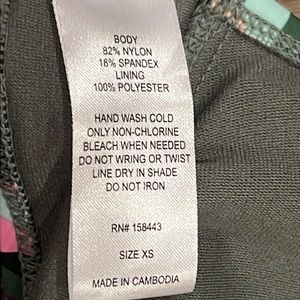 BODY
82% NYLON
18% SPANDEX
LINING
100% POLYESTER
HAND WASH COLD
ONLY NON-CHLORINE
BLEACH WHEN NEEDED
DO NOT WRING OR TWIST
LINE DRY IN SHADE
DO NOT IRON
RN# 158443
SIZE XS
MADE IN CAMBODIA